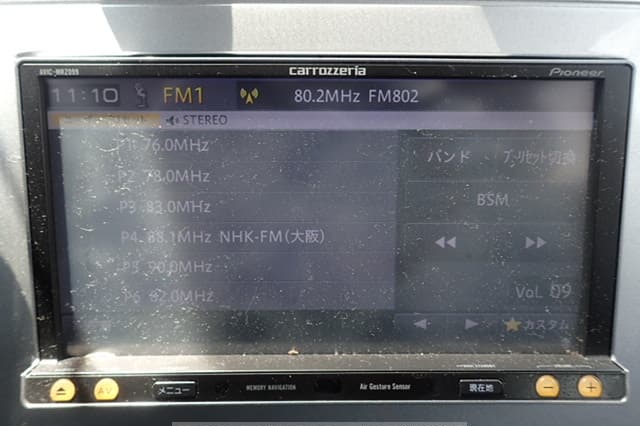 AVIC-MRZ099
carrozzeria
Pioneer
11:10 FM1 80.2MHz FM802
STEREO
P1 76.0MHz
P2 78.0MHz
P3 83.0MHz
P4 88.1MHz NHK-FM(大阪)
P5 90.0MHz
P6 82.0MHz
バンド プリセット切換
BSM
VoL 09
カスタム
AV メニュー MEMORY NAVIGATION Air Gesture Sensor 現在地